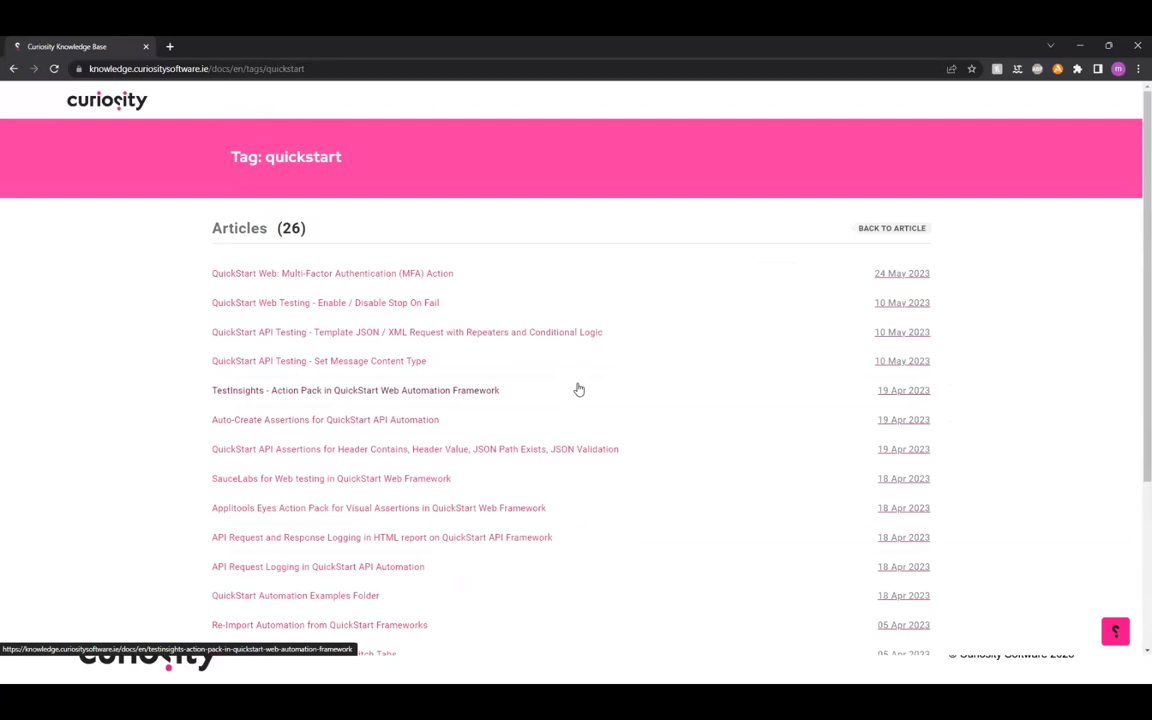 Curiosity Knowledge Base
knowledge.curiositysoftware.ie/docs/en/tags/quickstart
m
curiosity
Tag: quickstart
Articles (26)
BACK TO ARTICLE
QuickStart Web: Multi-Factor Authentication (MFA) Action
24 May 2023
QuickStart Web Testing - Enable / Disable Stop On Fail
10 May 2023
QuickStart API Testing - Template JSON / XML Request with Repeaters and Conditional Logic
10 May 2023
QuickStart API Testing - Set Message Content Type
10 May 2023
TestInsights - Action Pack in QuickStart Web Automation Framework
19 Apr 2023
Auto-Create Assertions for QuickStart API Automation
19 Apr 2023
QuickStart API Assertions for Header Contains, Header Value, JSON Path Exists, JSON Validation
19 Apr 2023
SauceLabs for Web testing in QuickStart Web Framework
18 Apr 2023
Applitools Eyes Action Pack for Visual Assertions in QuickStart Web Framework
18 Apr 2023
API Request and Response Logging in HTML report on QuickStart API Framework
18 Apr 2023
API Request Logging in QuickStart API Automation
18 Apr 2023
QuickStart Automation Examples Folder
18 Apr 2023
Re-Import Automation from QuickStart Frameworks
05 Apr 2023
https://knowledge.curiositysoftware.ie/docs/en/testinsights-action-pack-in-quickstart-web-automation-framework
Tabs
05 Apr 2023
curiosity
© Curiosity Software 2023